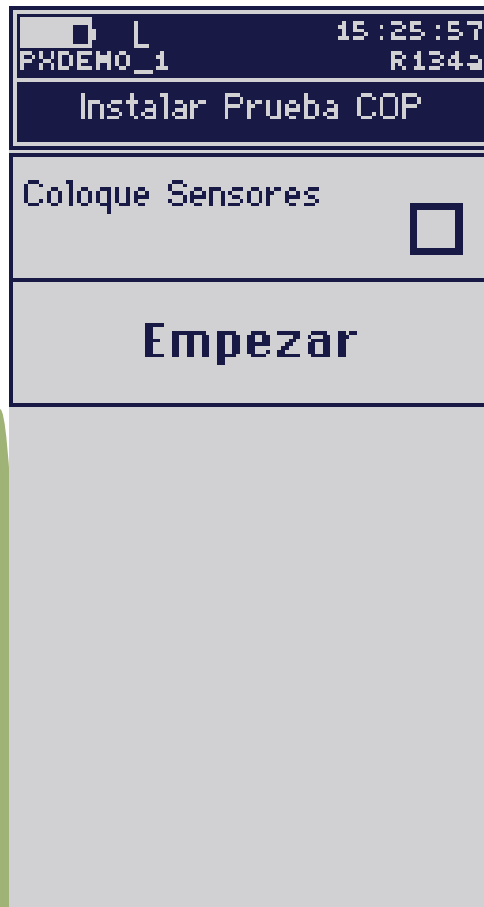 15:25:57
PXDEMO_1 R134a
Instalar Prueba COP
Coloque Sensores
Empezar